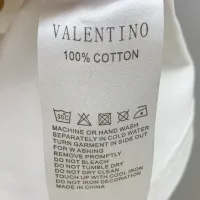 VALENTINO
100% COTTON
30C
MACHINE OR HAND WASH
SEPARATELY IN COLD WATER
TURN GARMENT IN SIDE OUT
FOR WASHING
REMOVE PROMPTLY
DO NOT BLEACH
DO NOT TUMBLE DRY
DO NOT DRY CLEAN
TOUCH UP WITH COOL IRON
DO NOT IRON DECORATION
MADE IN CHINA